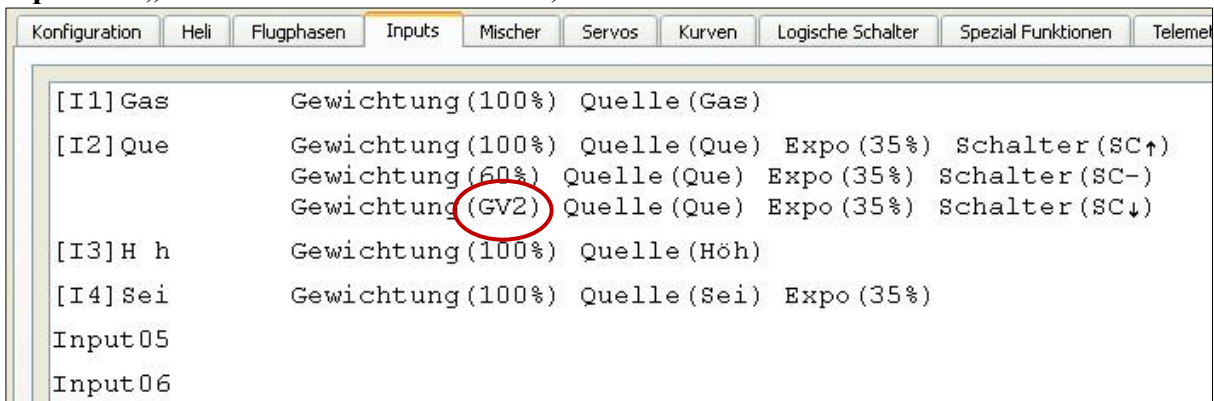 Konfiguration Heli Flugphasen Inputs Mischer Servos Kurven Logische Schalter Spezial Funktionen
[I1]Gas Gewichtung(100%) Quelle(Gas)
[I2]Que Gewichtung(100%) Quelle(Que) Expo(35%) Schalter(SC↑)
Gewichtung(60%) Quelle(Que) Expo(35%) Schalter(SC-)
Gewichtung(GV2) Quelle(Que) Expo(35%) Schalter(SC↓)
[I3]H h Gewichtung(100%) Quelle(Höh)
[I4]Sei Gewichtung(100%) Quelle(Sei) Expo(35%)
Input05
Input06